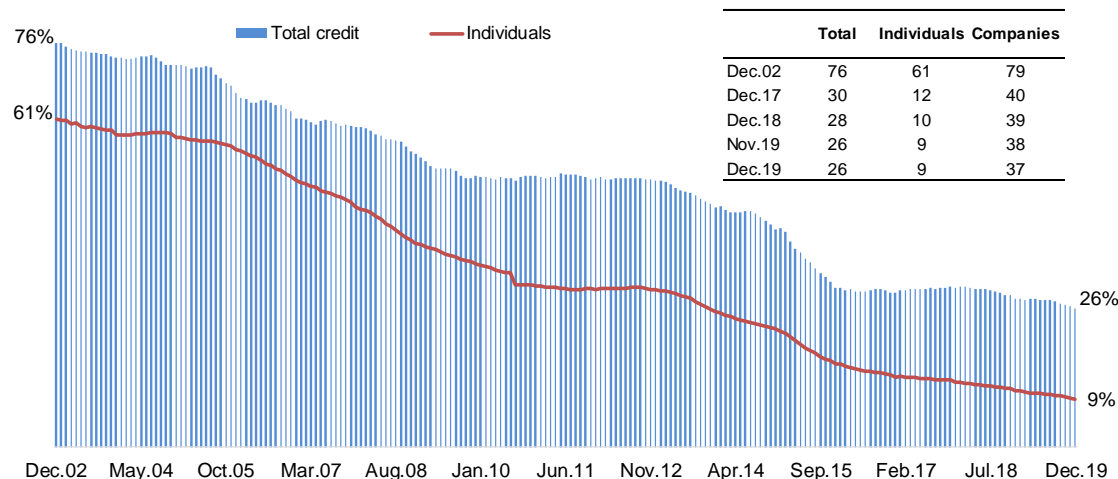 Total Individuals Companies
Dec.02 76 61 79
Dec.17 30 12 40
Dec.18 28 10 39
Nov.19 26 9 38
Dec.19 26 9 37
Total credit Individuals
76%
61%
26%
9%
Dec.02 May.04 Oct.05 Mar.07 Aug.08 Jan.10 Jun.11 Nov.12 Apr.14 Sep.15 Feb.17 Jul.18 Dec.19